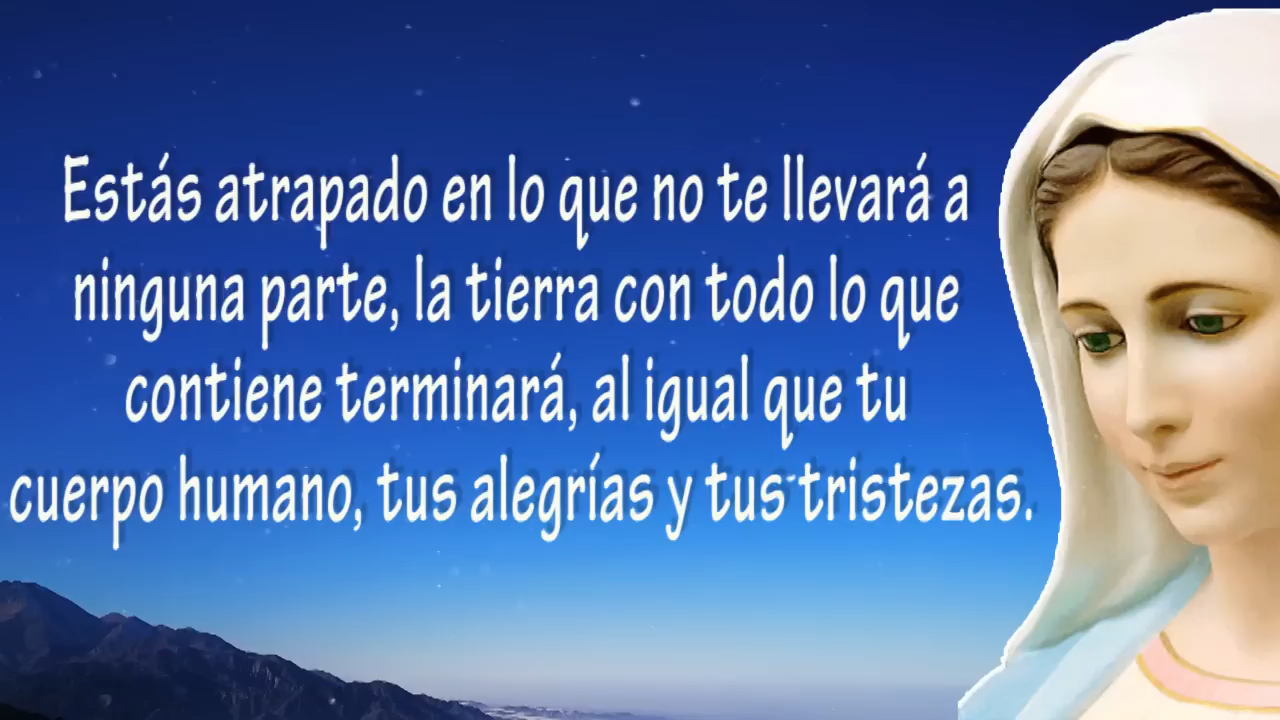 Estás atrapado en lo que no te llevará a
ninguna parte, la tierra con todo lo que
contiene terminará, al igual que tu
cuerpo humano, tus alegrías y tus tristezas.